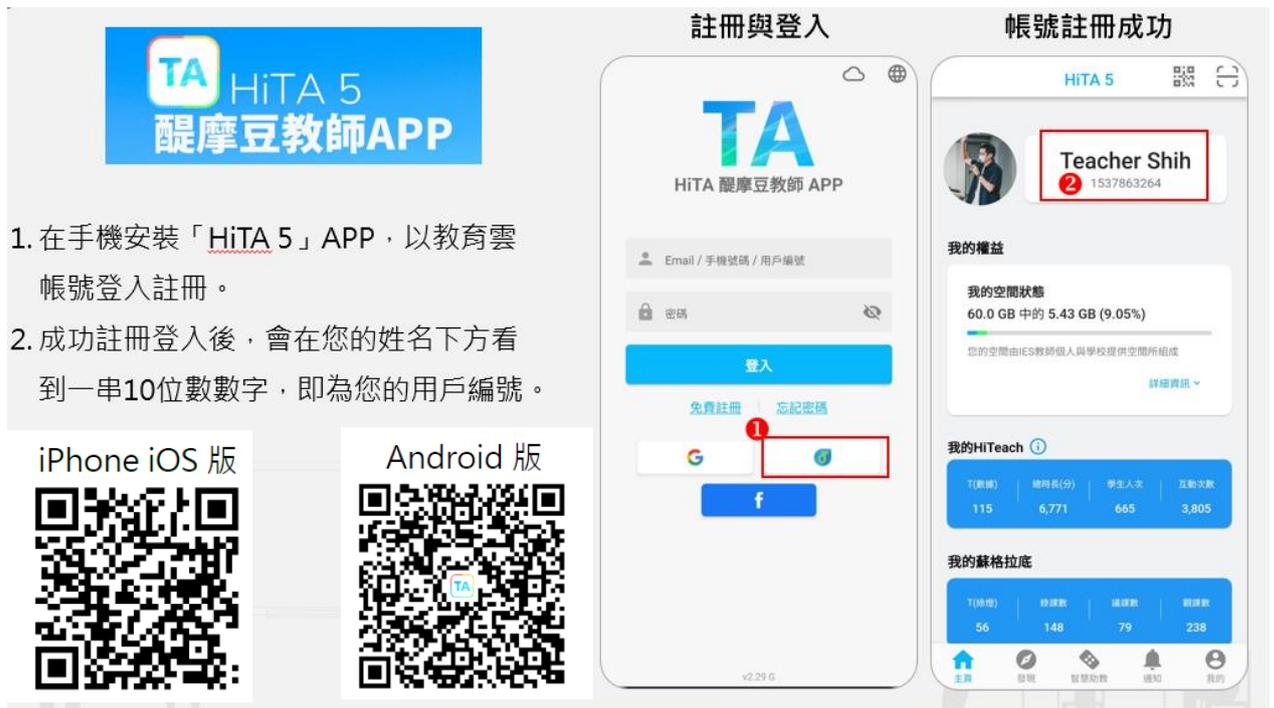 TA HiTA 5
醍摩豆教師APP
1. 在手機安裝「HiTA 5」APP，以教育雲
帳號登入註冊。
2. 成功註冊登入後，會在您的姓名下方看
到一串10位數數字，即為您的用戶編號。
iPhone iOS 版
Android 版
TA
註冊與登入
TA
HiTA 醍摩豆教師 APP
Email / 手機號碼 / 用戶編號
密碼
登入
免費註冊 | 忘記密碼
1
G
f
v2.29 G
帳號註冊成功
HiTA 5
Teacher Shih
2 1537863264
我的權益
我的空間狀態
60.0 GB 中的 5.43 GB (9.05%)
您的空間由IES教師個人與學校提供空間所組成
詳細資訊
我的HiTeach
T(數據) 總時長(分) 學生人次 互動次數
115 6,771 665 3,805
我的蘇格拉底
T(綠燈) 錄課數 議課數 觀課數
56 148 79 238
主頁 發現 智慧助教 通知 我的